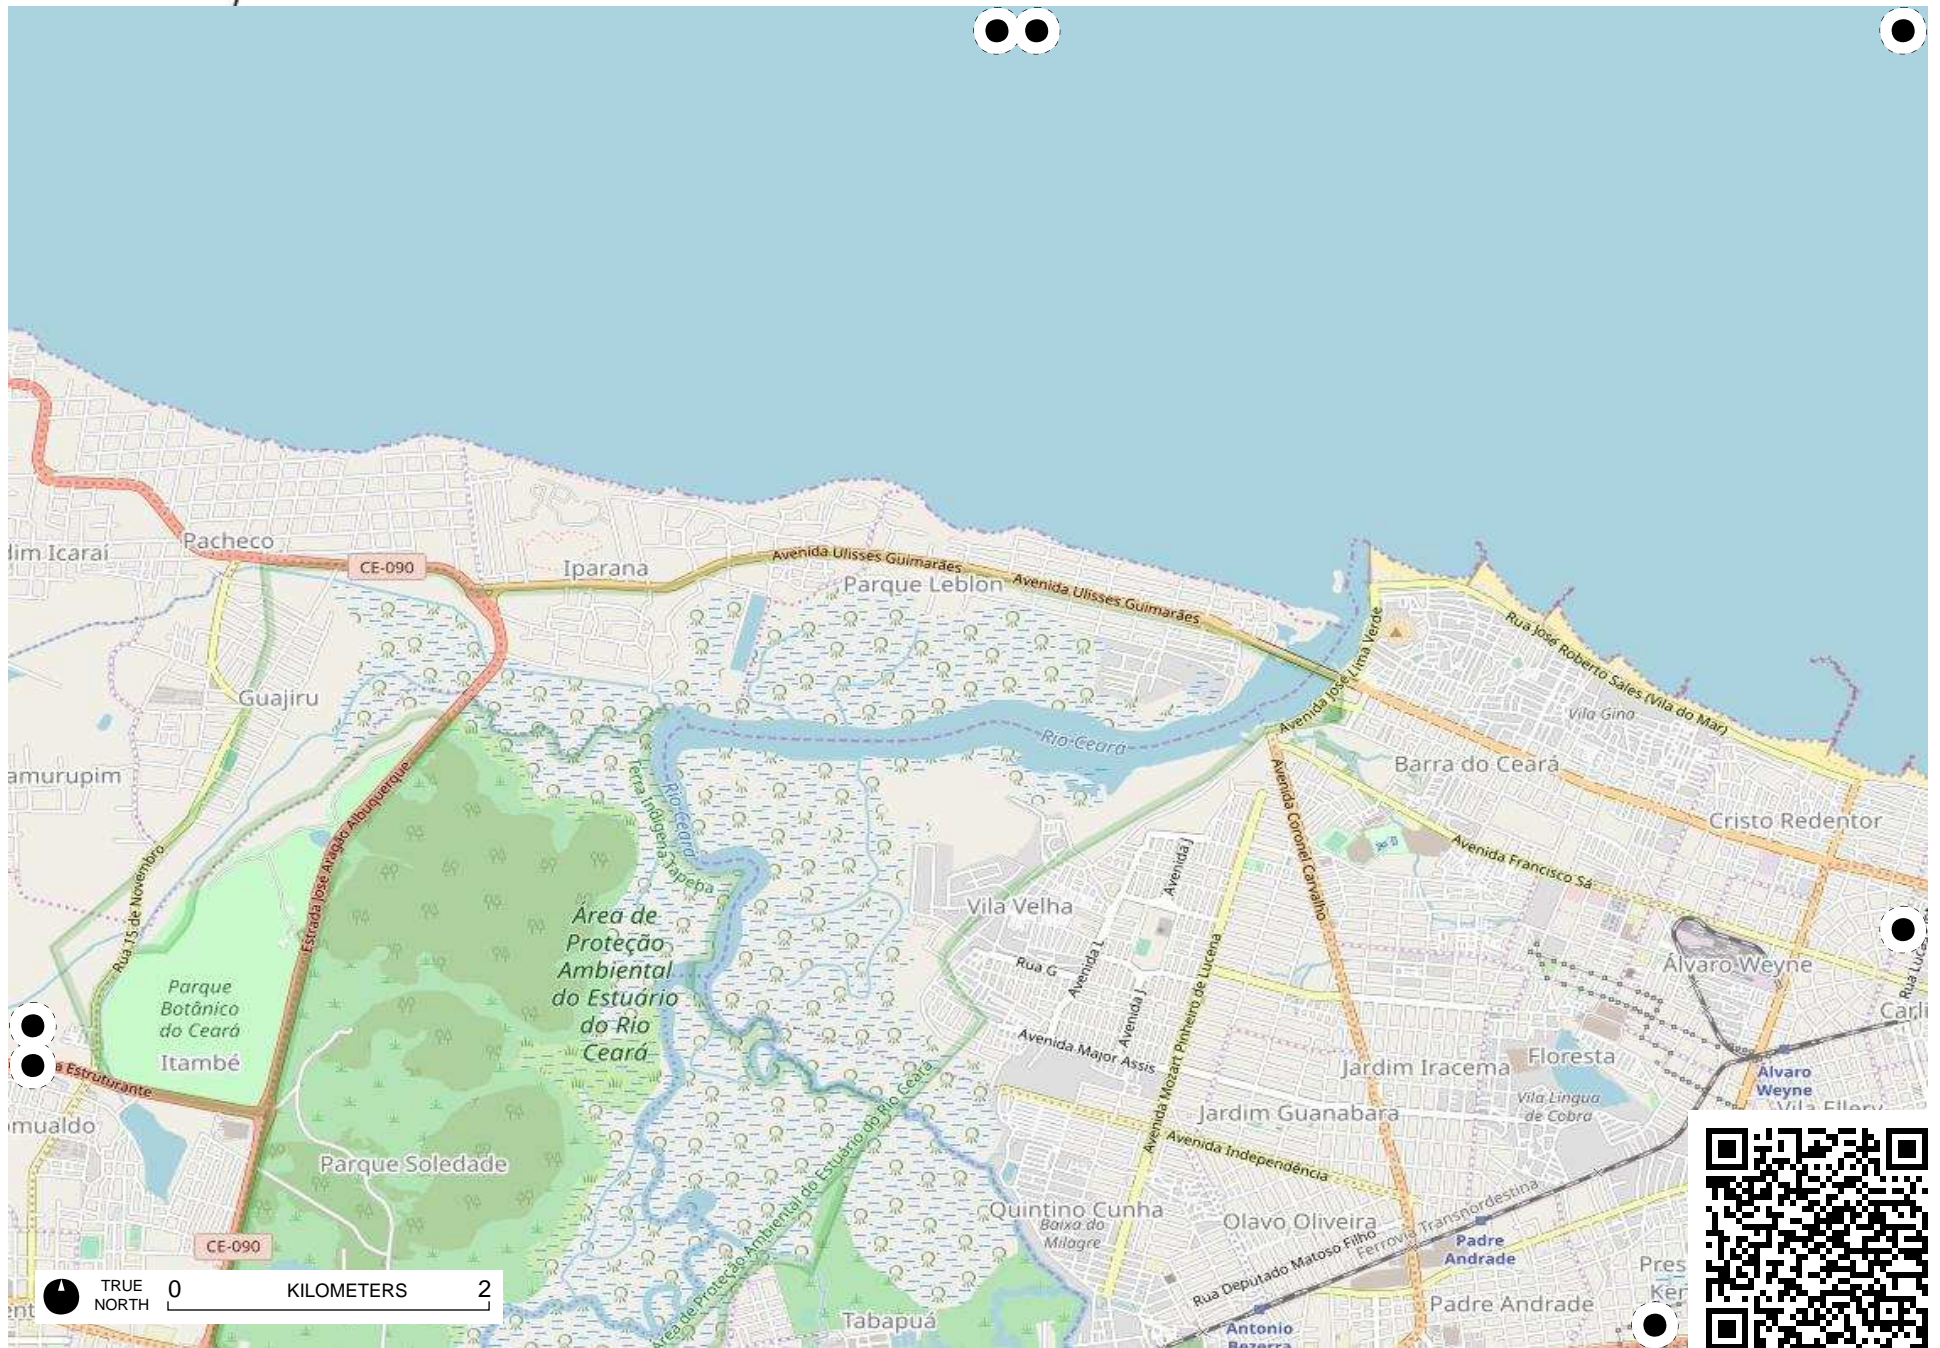 dim Icaraí
Pacheco
CE-090
Iparana
Avenida Ulisses Guimarães
Parque Leblon
Avenida Ulisses Guimarães
Avenida José Lima Verde
Rua José Roberto Sales (Vila do Mar)
Vila Gina
Guajiru
Rio Ceará
Barra do Ceará
amurupim
Terra Indígena Tapeba
Rio Ceará
Estrada José Aragão Albuquerque
Avenida Coronel Carvalho
Cristo Redentor
Avenida Francisco Sá
Rua 15 de Novembro
Avenida J
Vila Velha
Área de
Proteção
Ambiental
do Estuário
do Rio
Ceará
Rua G
Avenida L
Avenida J
Avenida Mozart Pinheiro de Lucena
Álvaro Weyne
Parque
Botânico
do Ceará
Itambé
a Estruturante
Avenida Major Assis
Jardim Iracema
Floresta
Carli
Álvaro
Weyne
Vila Ellery
Vila Língua
de Cobra
Jardim Guanabara
omualdo
Avenida Independência
Parque Soledade
Área de Proteção Ambiental do Estuário do Rio Ceará
Quintino Cunha
Baixa do
Milagre
Olavo Oliveira
Ferrovia Transnordestina
Rua Deputado Matoso Filho
Padre
Andrade
CE-090
Pres
Ker
Padre Andrade
Tabapuá
Antonio
Bezerra
TRUE
NORTH
0 KILOMETERS 2